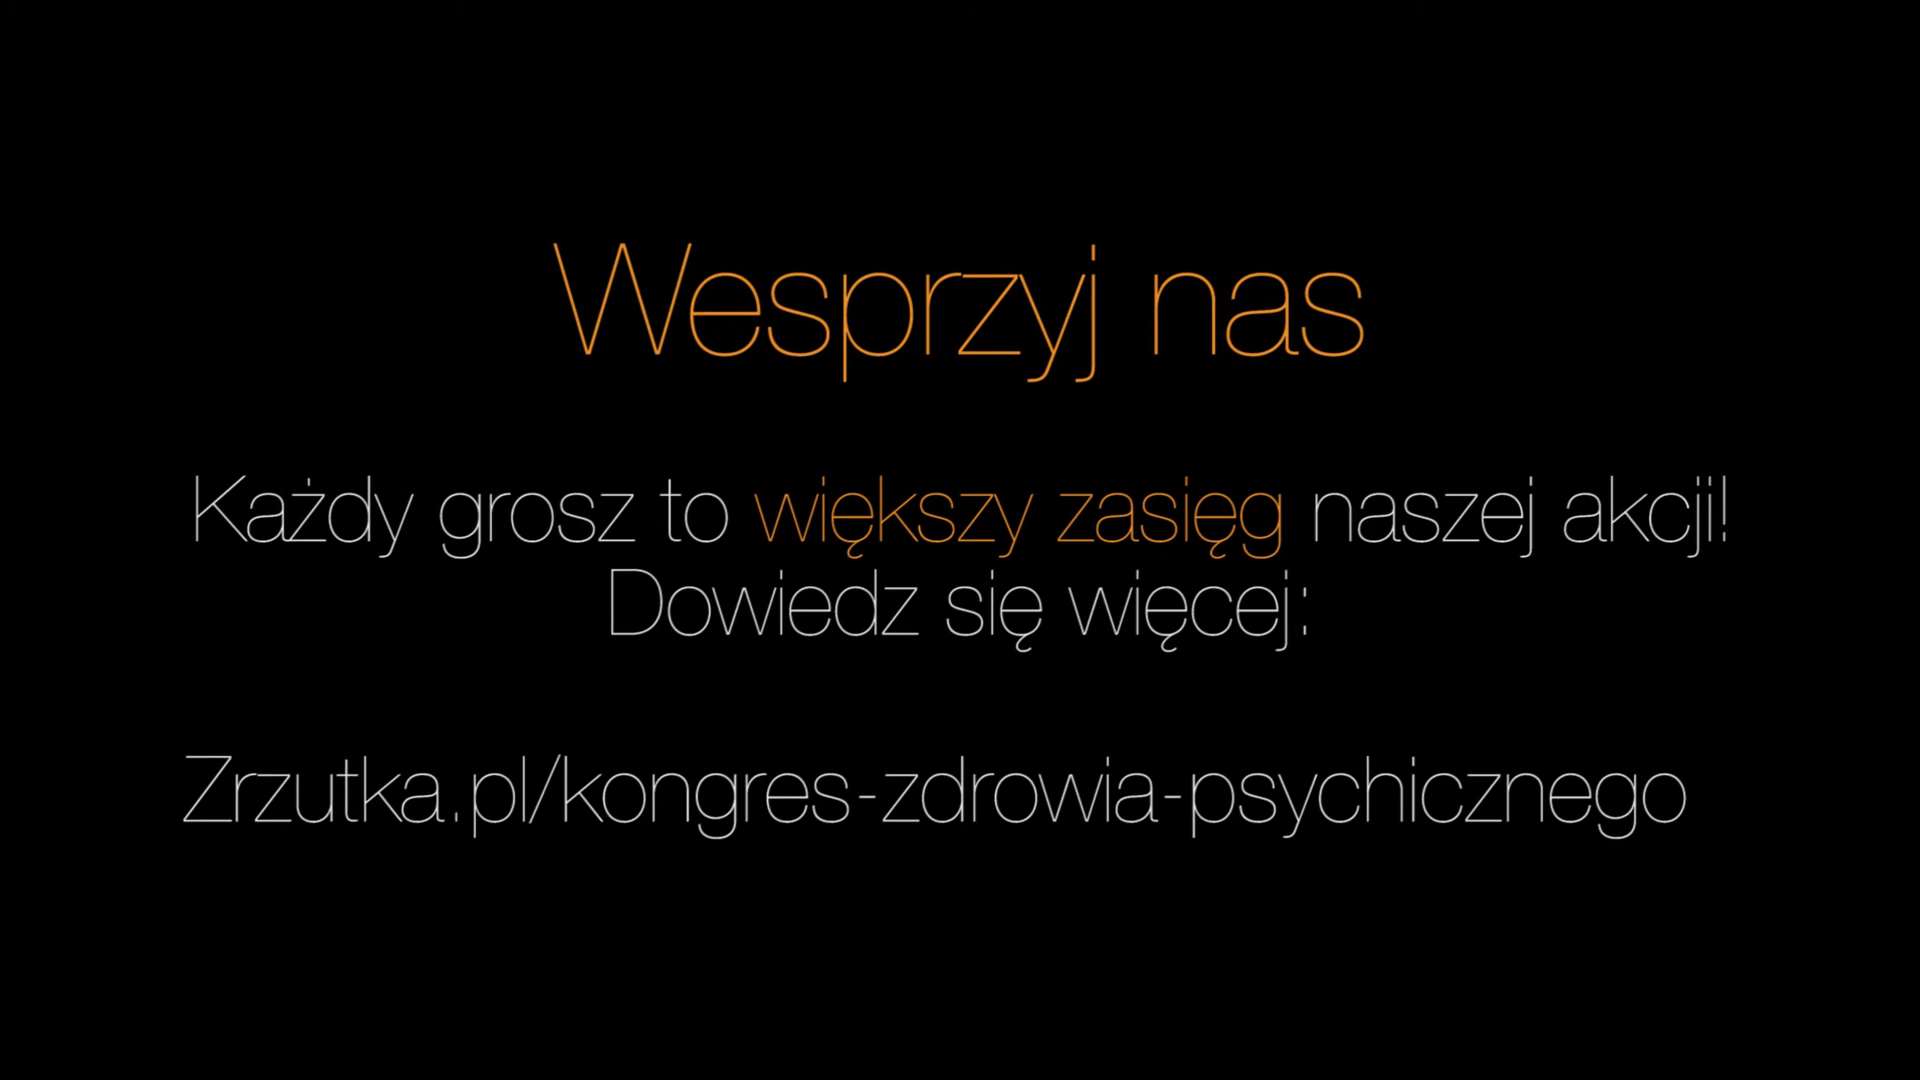 Wesprzyj nas
Każdy grosz to większy zasięg naszej akcji!
Dowiedz się więcej:
Zrzutka.pl/kongres-zdrowia-psychicznego